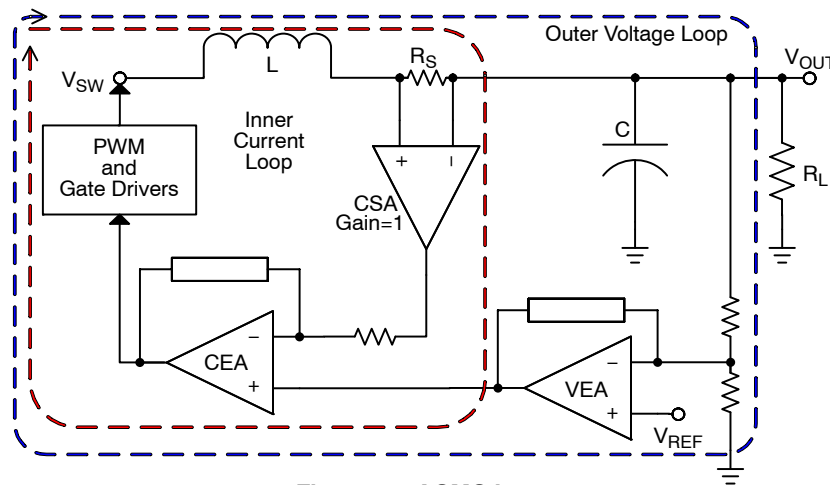 Outer Voltage Loop
VOUT
L
RS
VSW
Inner
Current
Loop
C
PWM
and
Gate Drivers
+
–
RL
CSA
Gain=1
–
CEA
+
–
VEA
+
VREF